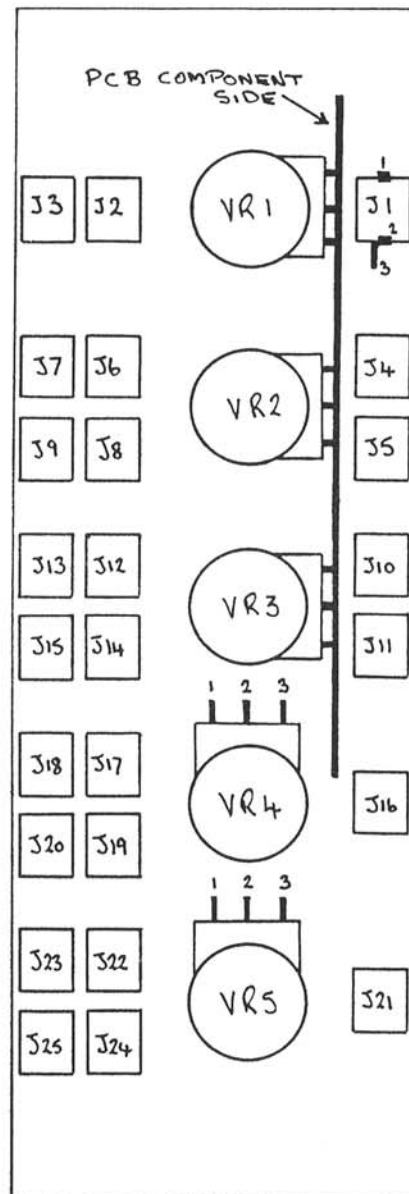 PCB COMPONENT
SIDE
J3 J2 VR1 1 J1 2 3
J7 J6 VR2 J4
J9 J8 J5
J13 J12 VR3 J10
J15 J14 J11
1 2 3
J18 J17 VR4 J16
J20 J19
1 2 3
J23 J22 VR5 J21
J25 J24